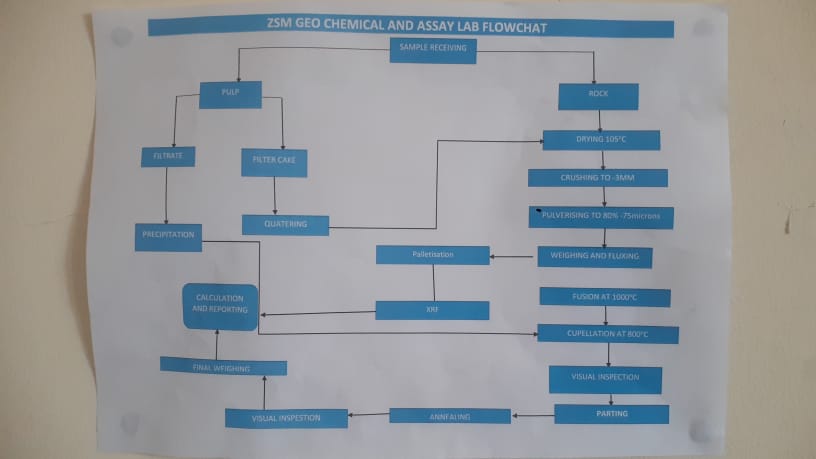 ZSM GEO CHEMICAL AND ASSAY LAB FLOWCHAT
SAMPLE RECEIVING
PULP
ROCK
DRYING 105°C
FILTRATE
FILTER CAKE
CRUSHING TO -3MM
PULVERISING TO 80% -75microns
QUATERING
PRECIPITATION
Palletisation
WEIGHING AND FLUXING
CALCULATION
AND REPORTING
XRF
FUSION AT 1000°C
CUPELLATION AT 800°C
FINAL WEIGHING
VISUAL INSPECTION
VISUAL INSPESTION
ANNEALING
PARTING